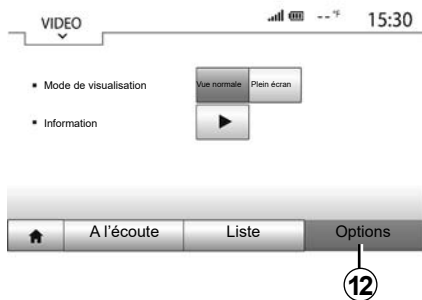 VIDEO
--°F
15:30
Mode de visualisation
Vue normale
Plein écran
Information
A l'écoute
Liste
Options
12